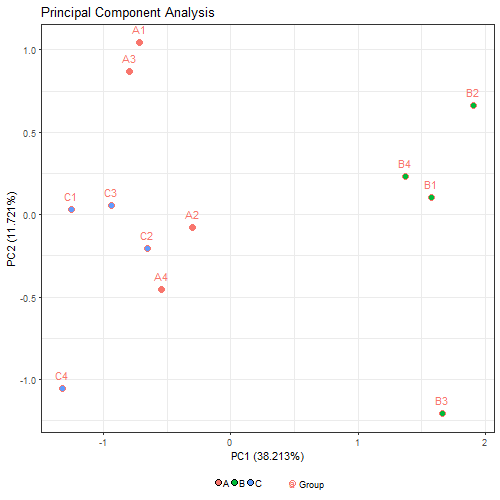 Principal Component Analysis
A1
A3
B2
B4
B1
C1
C3
A2
C2
A4
C4
B3
1.0
0.5
0.0
-0.5
-1.0
PC2 (11.721%)
-1 0 1 2
PC1 (38.213%)
A B C @ Group